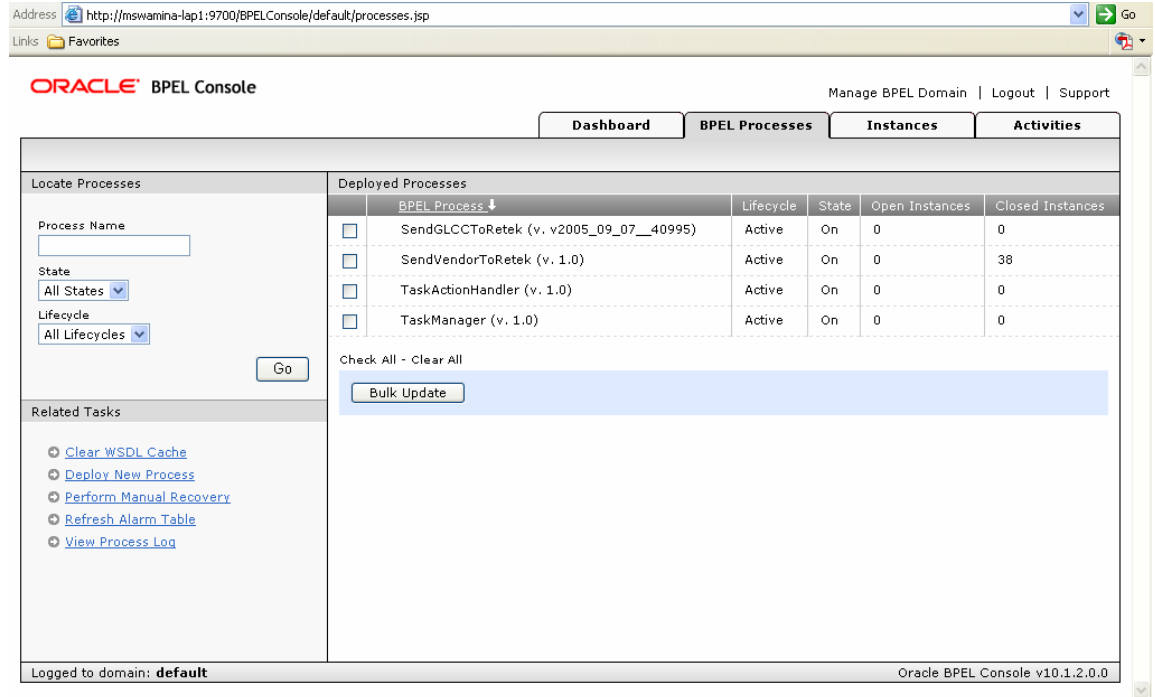 Address http://mswamina-lap1:9700/BPELConsole/default/processes.jsp Go
Links Favorites
ORACLE BPEL Console
Manage BPEL Domain | Logout | Support
Dashboard BPEL Processes Instances Activities
Locate Processes
Process Name
State
All States
Lifecycle
All Lifecycles
Go
Related Tasks
Clear WSDL Cache
Deploy New Process
Perform Manual Recovery
Refresh Alarm Table
View Process Log
Deployed Processes
BPEL Process Lifecycle State Open Instances Closed Instances
SendGLCCToRetek (v. v2005_09_07__40995) Active On 0 0
SendVendorToRetek (v. 1.0) Active On 0 38
TaskActionHandler (v. 1.0) Active On 0 0
TaskManager (v. 1.0) Active On 0 0
Check All - Clear All
Bulk Update
Logged to domain: default
Oracle BPEL Console v10.1.2.0.0